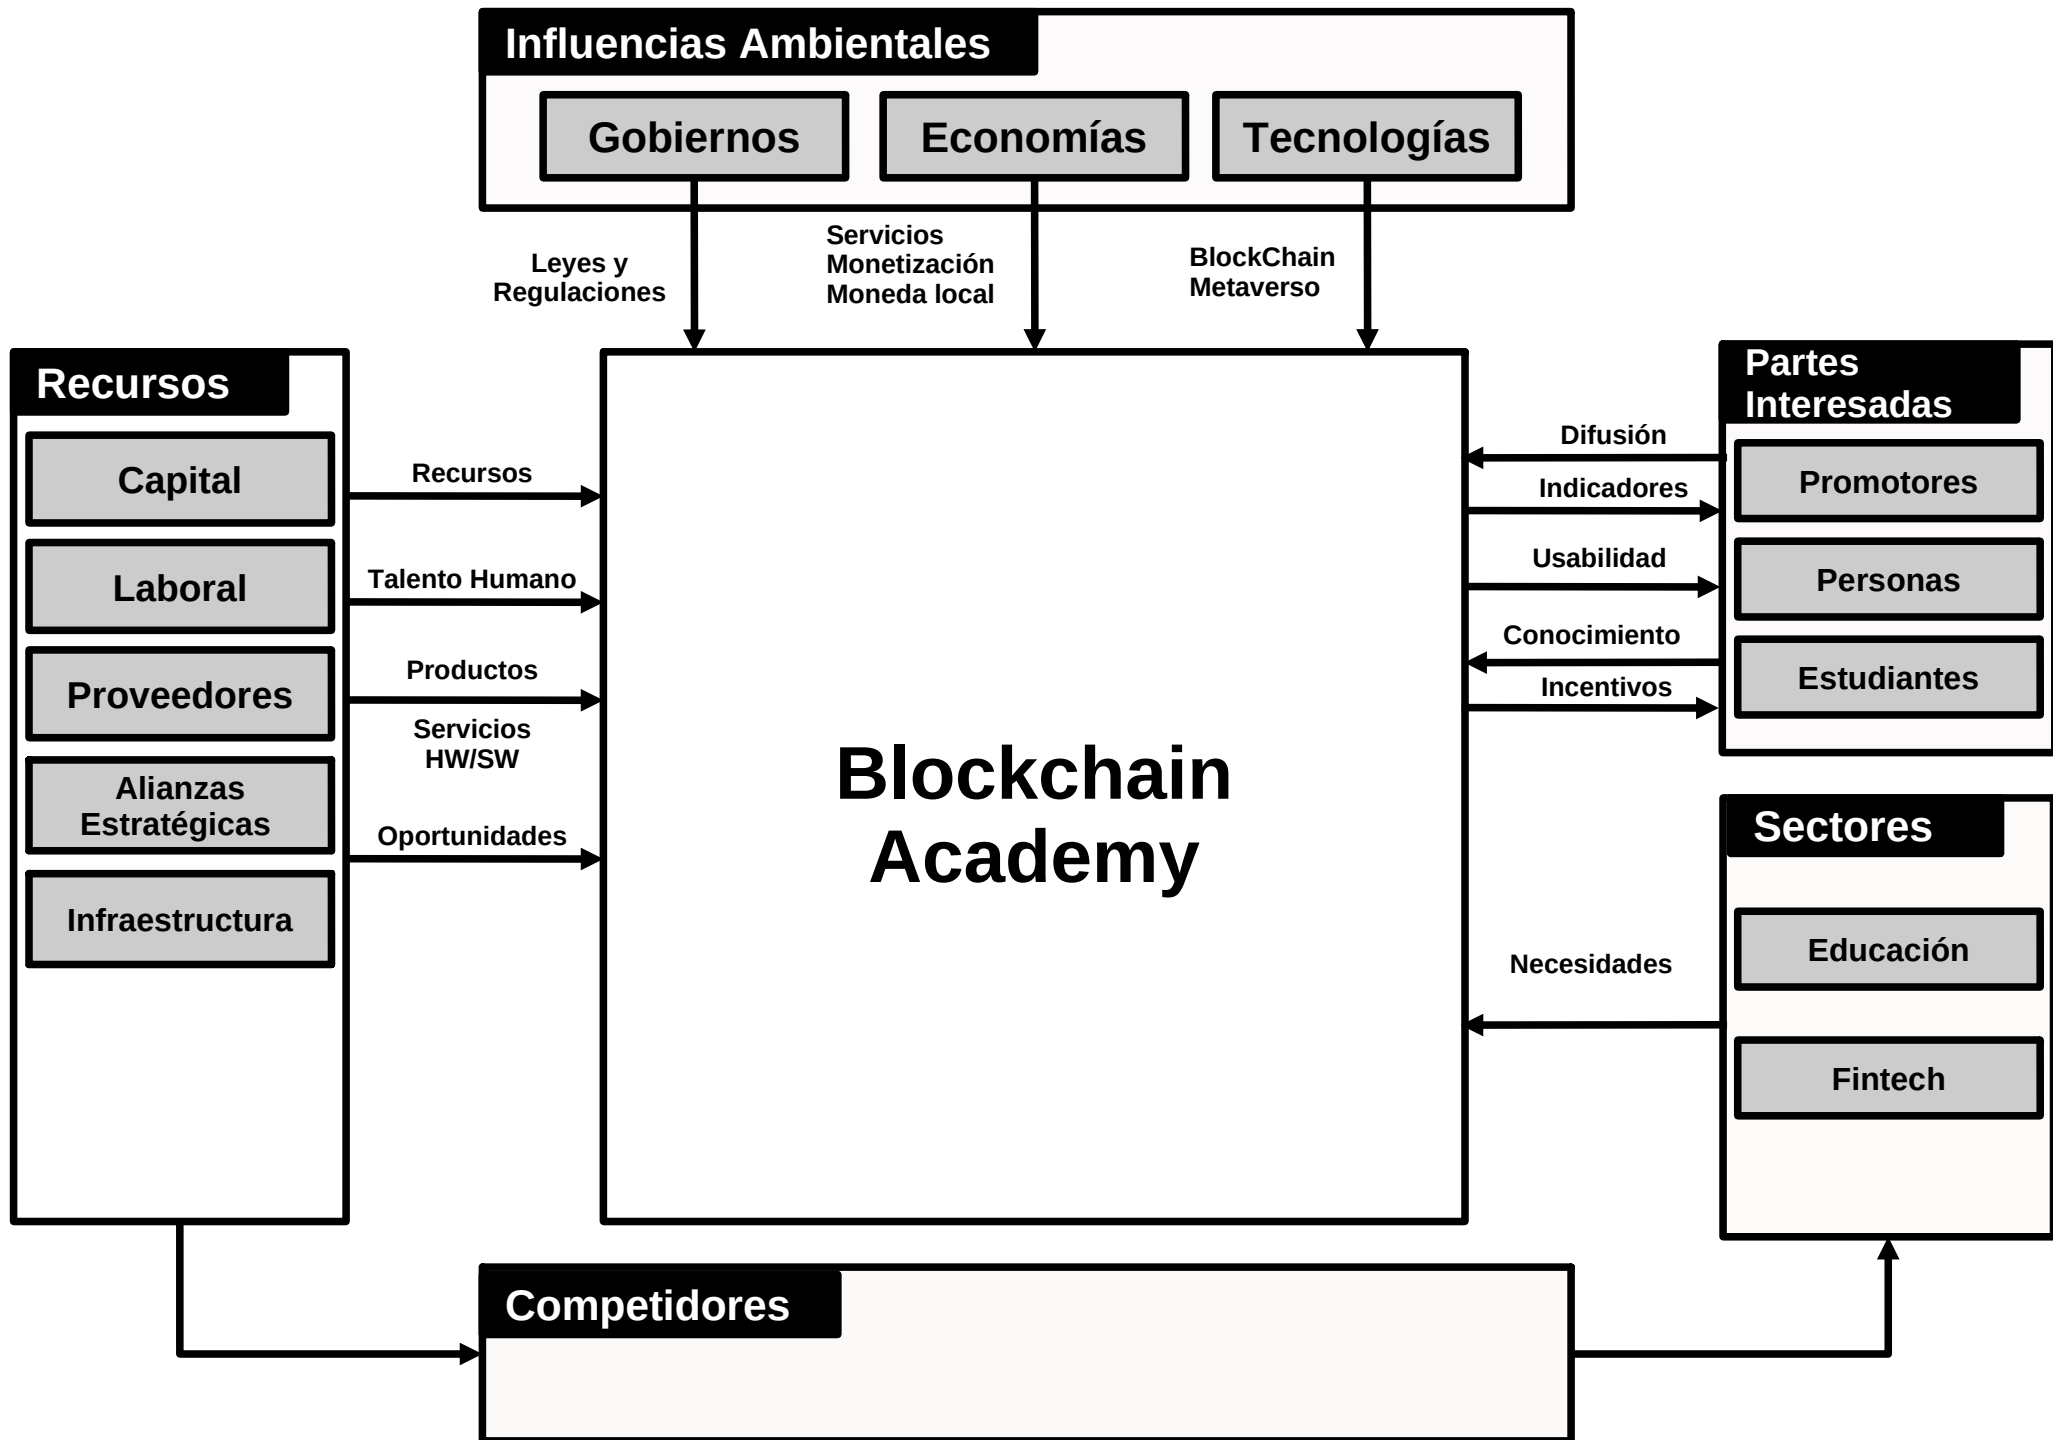 Influencias Ambientales
Gobiernos
Economías
Tecnologías
Leyes y
Regulaciones
Servicios
Monetización
Moneda local
BlockChain
Metaverso
Recursos
Capital
Laboral
Proveedores
Alianzas
Estratégicas
Infraestructura
Recursos
Talento Humano
Productos
Servicios
HW/SW
Oportunidades
Blockchain
Academy
Difusión
Indicadores
Usabilidad
Conocimiento
Incentivos
Necesidades
Partes
Interesadas
Promotores
Personas
Estudiantes
Sectores
Educación
Fintech
Competidores